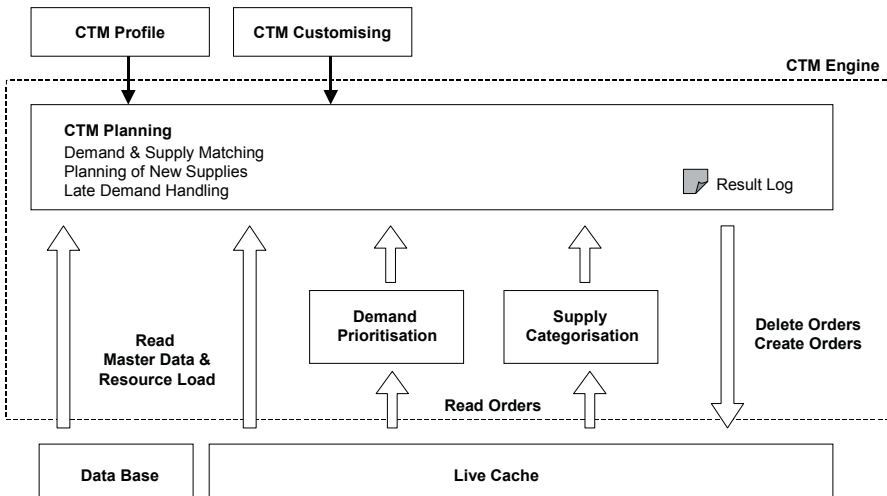 CTM Profile
CTM Customising
CTM Engine
CTM Planning
Demand & Supply Matching
Planning of New Supplies
Late Demand Handling
Result Log
Read
Master Data &
Resource Load
Demand
Prioritisation
Supply
Categorisation
Delete Orders
Create Orders
Read Orders
Data Base
Live Cache